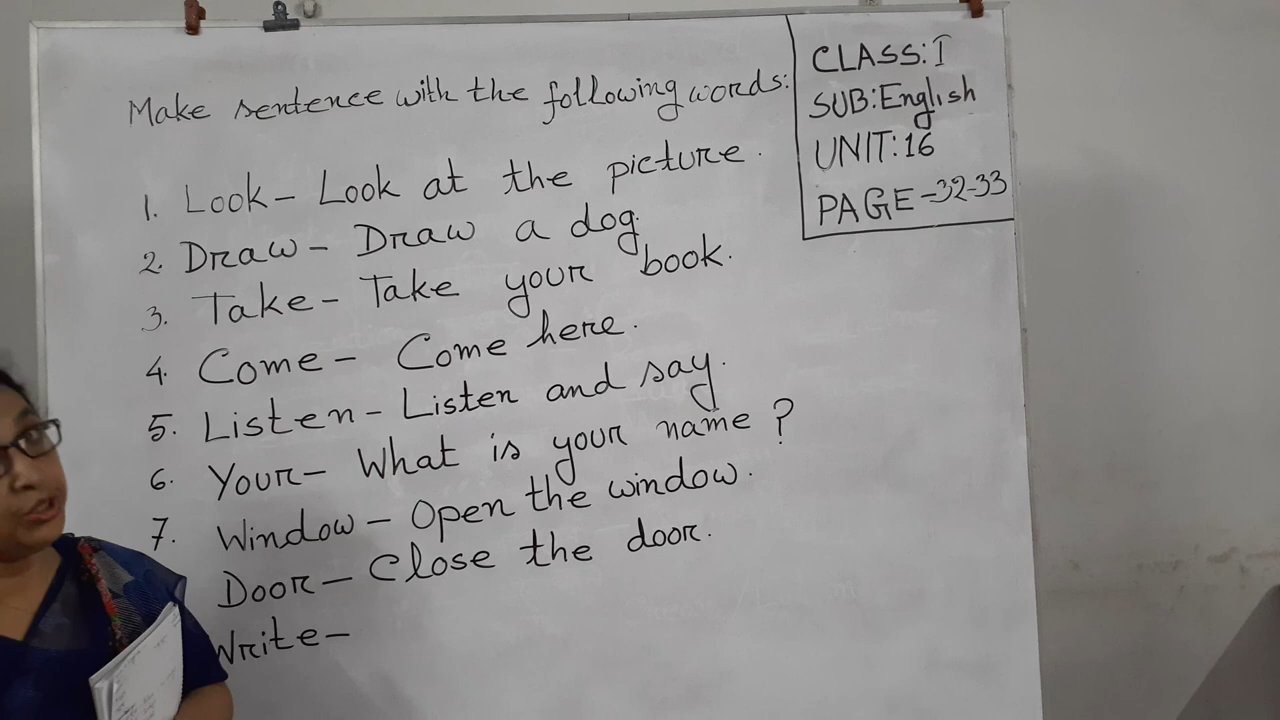 Make sentence with the following words:
1. Look- Look at the picture.
2. Draw - Draw a dog.
3. Take- Take your book.
4. Come - Come here.
5. Listen- Listen and say.
6. Your- What is your name?
7. Window - Open the window.
Door- Close the door.
Write-
CLASS: I
SUB: English
UNIT: 16
PAGE-32-33